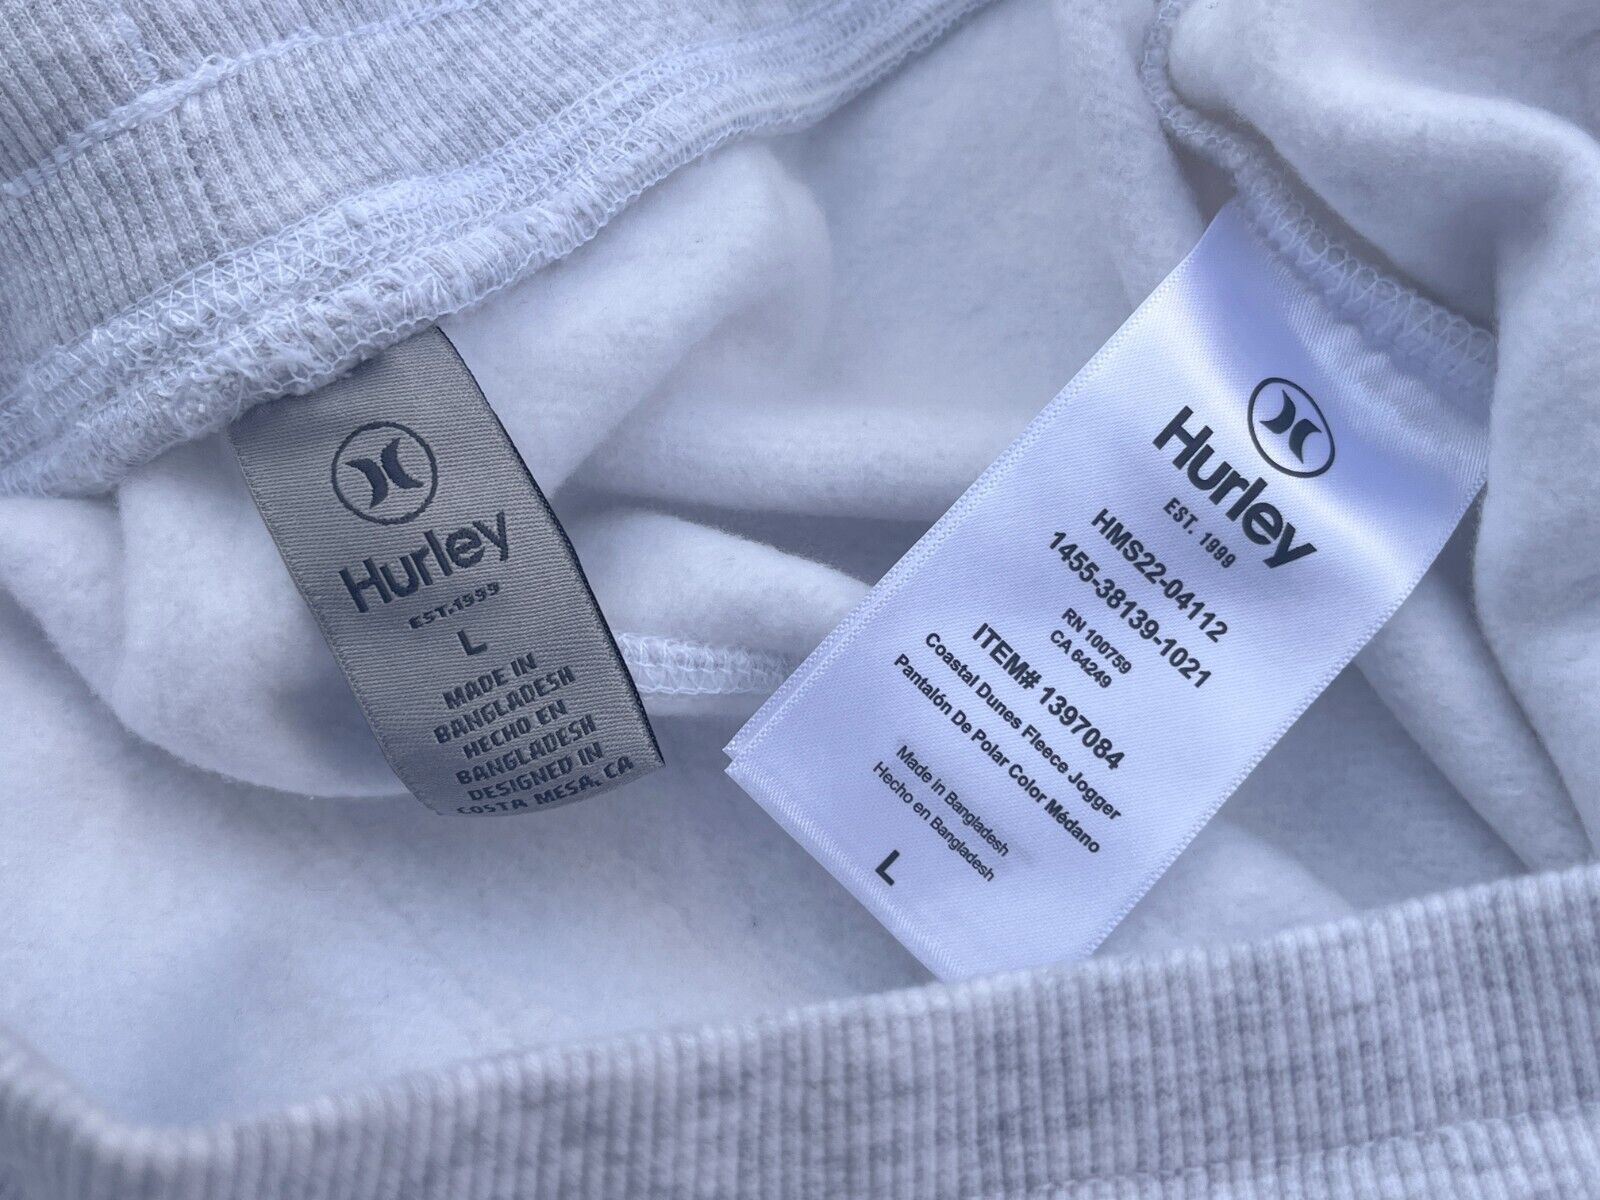 Hurley
EST.1999
L
MADE IN
BANGLADESH
HECHO EN
BANGLADESH
DESIGNED IN
COSTA MESA, CA
Hurley
EST. 1999
HMS22-04112
1455-38139-1021
RN 100759
CA 64249
ITEM# 1397084
Coastal Dunes Fleece Jogger
Pantalón De Polar Color Médano
Made in Bangladesh
Hecho en Bangladesh
L